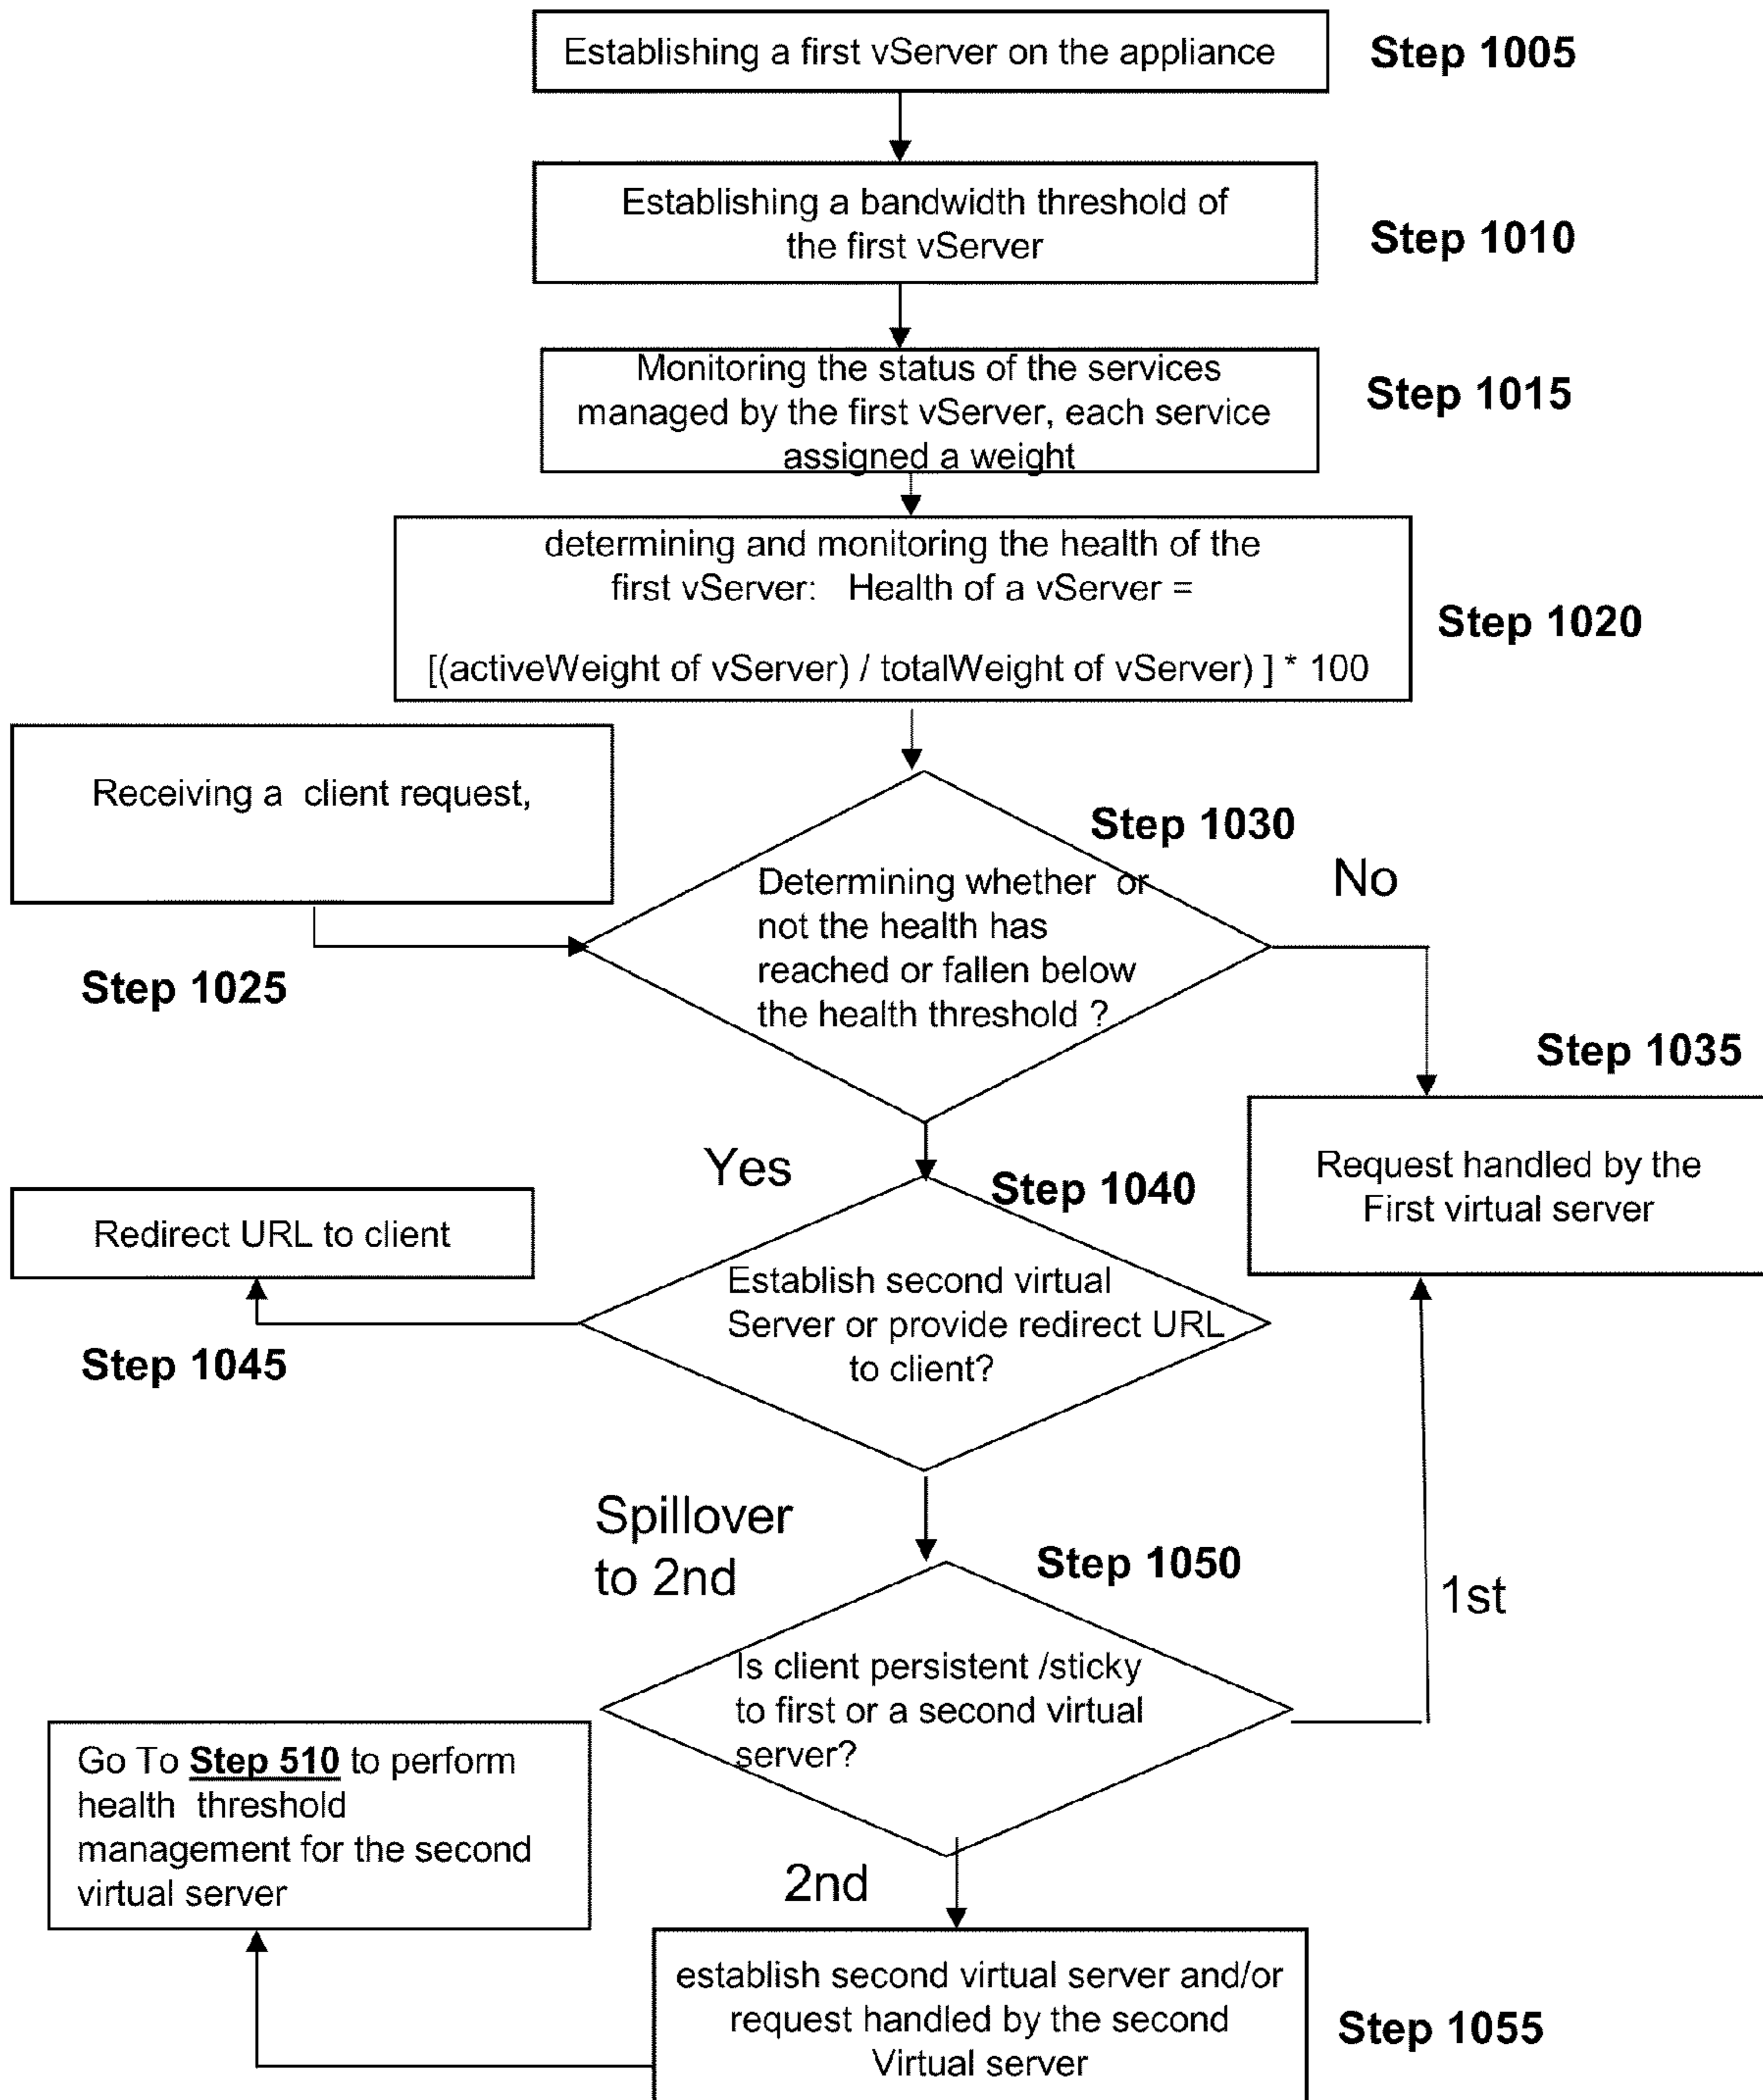 Establishing a first vServer on the appliance
Step 1005
Establishing a bandwidth threshold of
the first vServer
Step 1010
Monitoring the status of the services
managed by the first vServer, each service
assigned a weight
Step 1015
determining and monitoring the health of the
first vServer: Health of a vServer =
[(activeWeight of vServer) / totalWeight of vServer) ] * 100
Step 1020
Receiving a client request,
Step 1025
Step 1030
Determining whether or
not the health has
reached or fallen below
the health threshold ?
No
Step 1035
Request handled by the
First virtual server
Yes
Step 1040
Establish second virtual
Server or provide redirect URL
to client?
Redirect URL to client
Step 1045
Spillover
to 2nd
Step 1050
Is client persistent /sticky
to first or a second virtual
server?
1st
Go To Step 510 to perform
health threshold
management for the second
virtual server
2nd
establish second virtual server and/or
request handled by the second
Virtual server
Step 1055